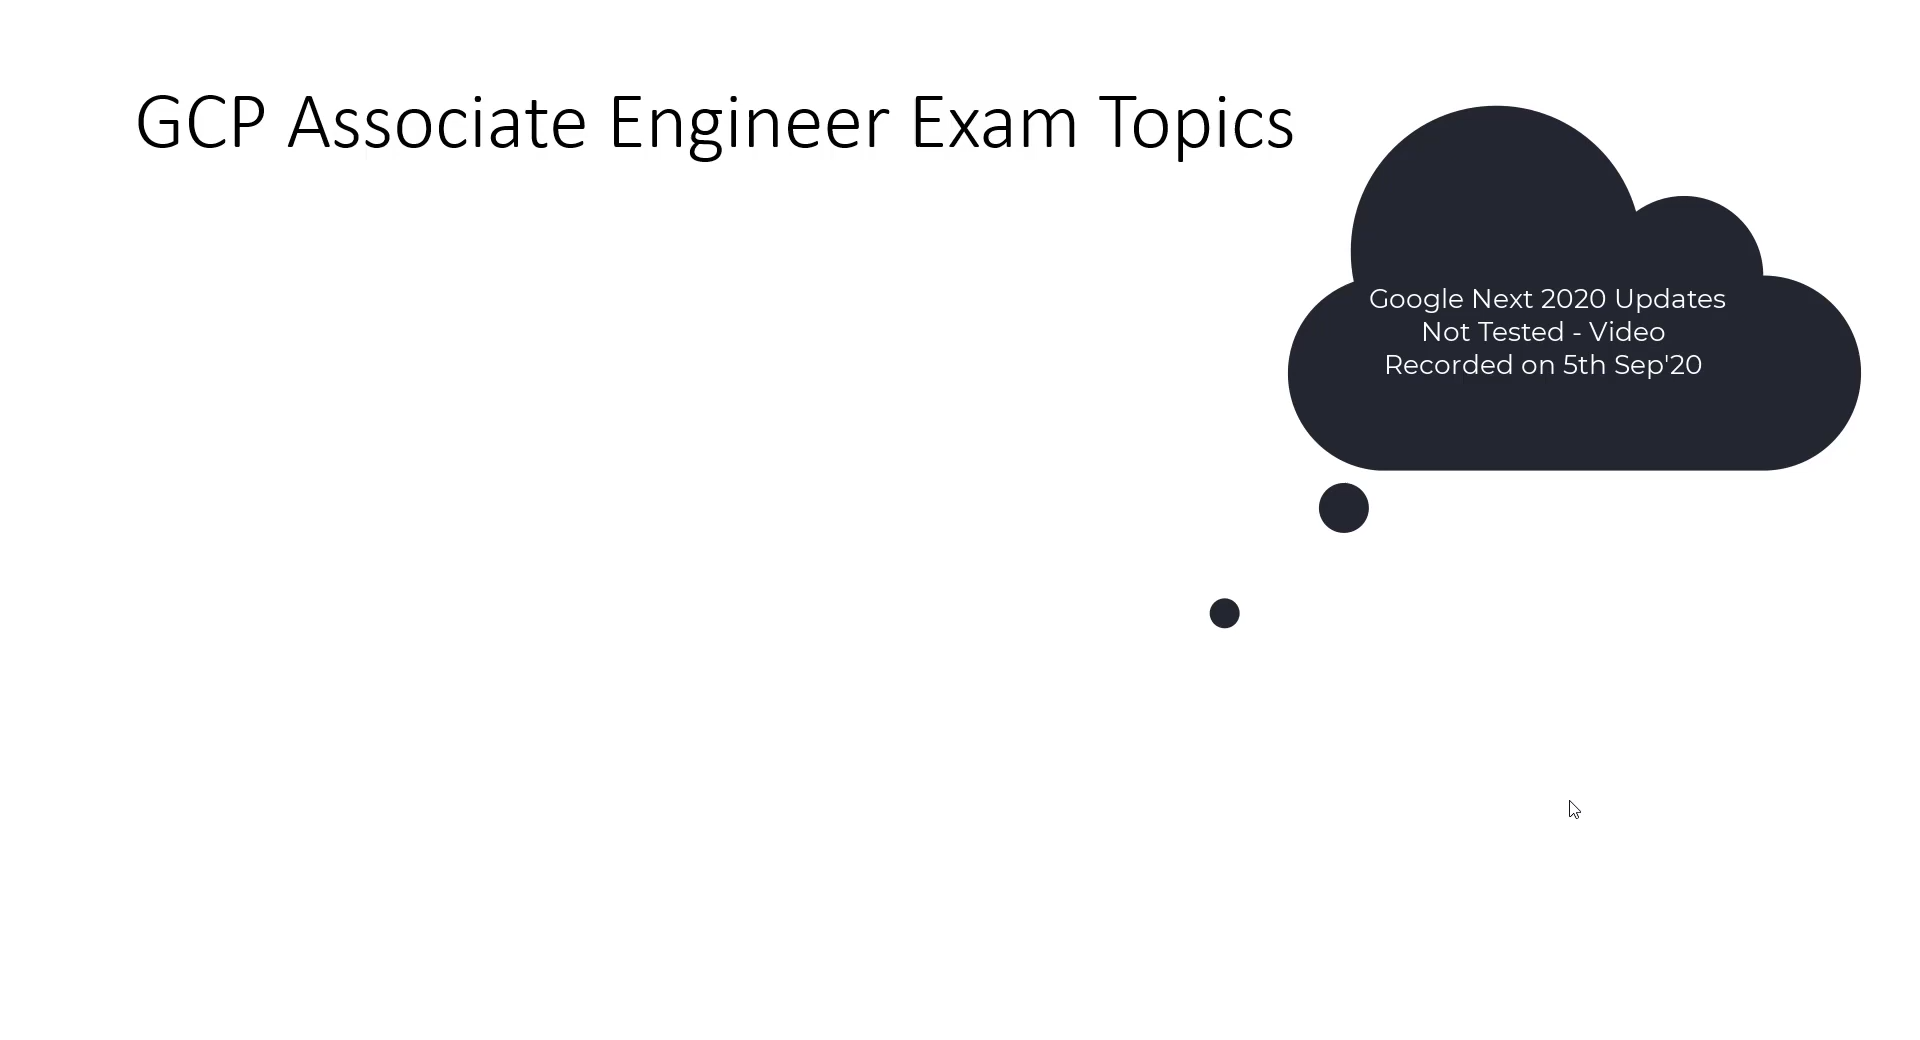 GCP Associate Engineer Exam Topics
Google Next 2020 Updates
Not Tested - Video
Recorded on 5th Sep'20